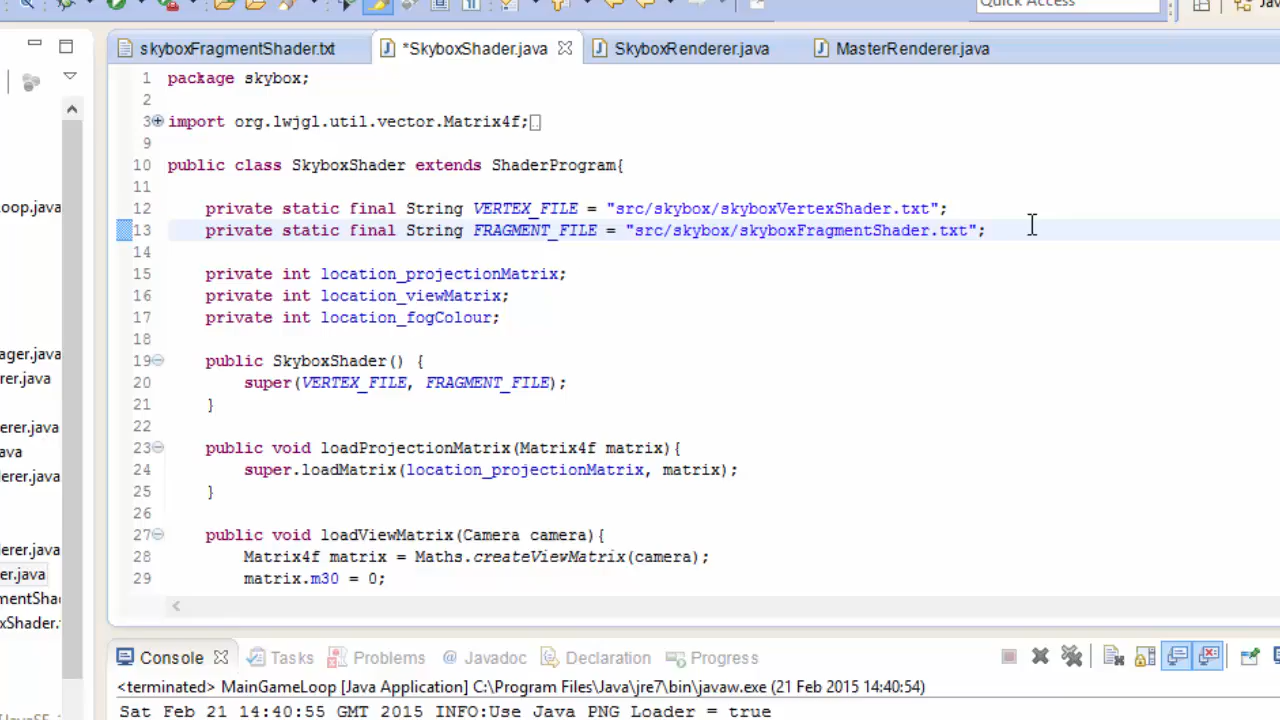 Quick Access
skyboxFragmentShader.txt
*SkyboxShader.java
SkyboxRenderer.java
MasterRenderer.java
1 package skybox;
2
3 import org.lwjgl.util.vector.Matrix4f;
9
10 public class SkyboxShader extends ShaderProgram{
11
12 private static final String VERTEX_FILE = "src/skybox/skyboxVertexShader.txt";
13 private static final String FRAGMENT_FILE = "src/skybox/skyboxFragmentShader.txt";
14
15 private int location_projectionMatrix;
16 private int location_viewMatrix;
17 private int location_fogColour;
18
19 public SkyboxShader() {
20 super(VERTEX_FILE, FRAGMENT_FILE);
21 }
22
23 public void loadProjectionMatrix(Matrix4f matrix){
24 super.loadMatrix(location_projectionMatrix, matrix);
25 }
26
27 public void loadViewMatrix(Camera camera){
28 Matrix4f matrix = Maths.createViewMatrix(camera);
29 matrix.m30 = 0;
oop.java
ager.java
rer.java
erer.java
ava
erer.java
derer.java
er.java
mentSha
xShader.
Console
Tasks
Problems
@ Javadoc
Declaration
Progress
<terminated> MainGameLoop [Java Application] C:\Program Files\Java\jre7\bin\javaw.exe (21 Feb 2015 14:40:54)
Sat Feb 21 14:40:55 GMT 2015 INFO:Use Java PNG Loader = true